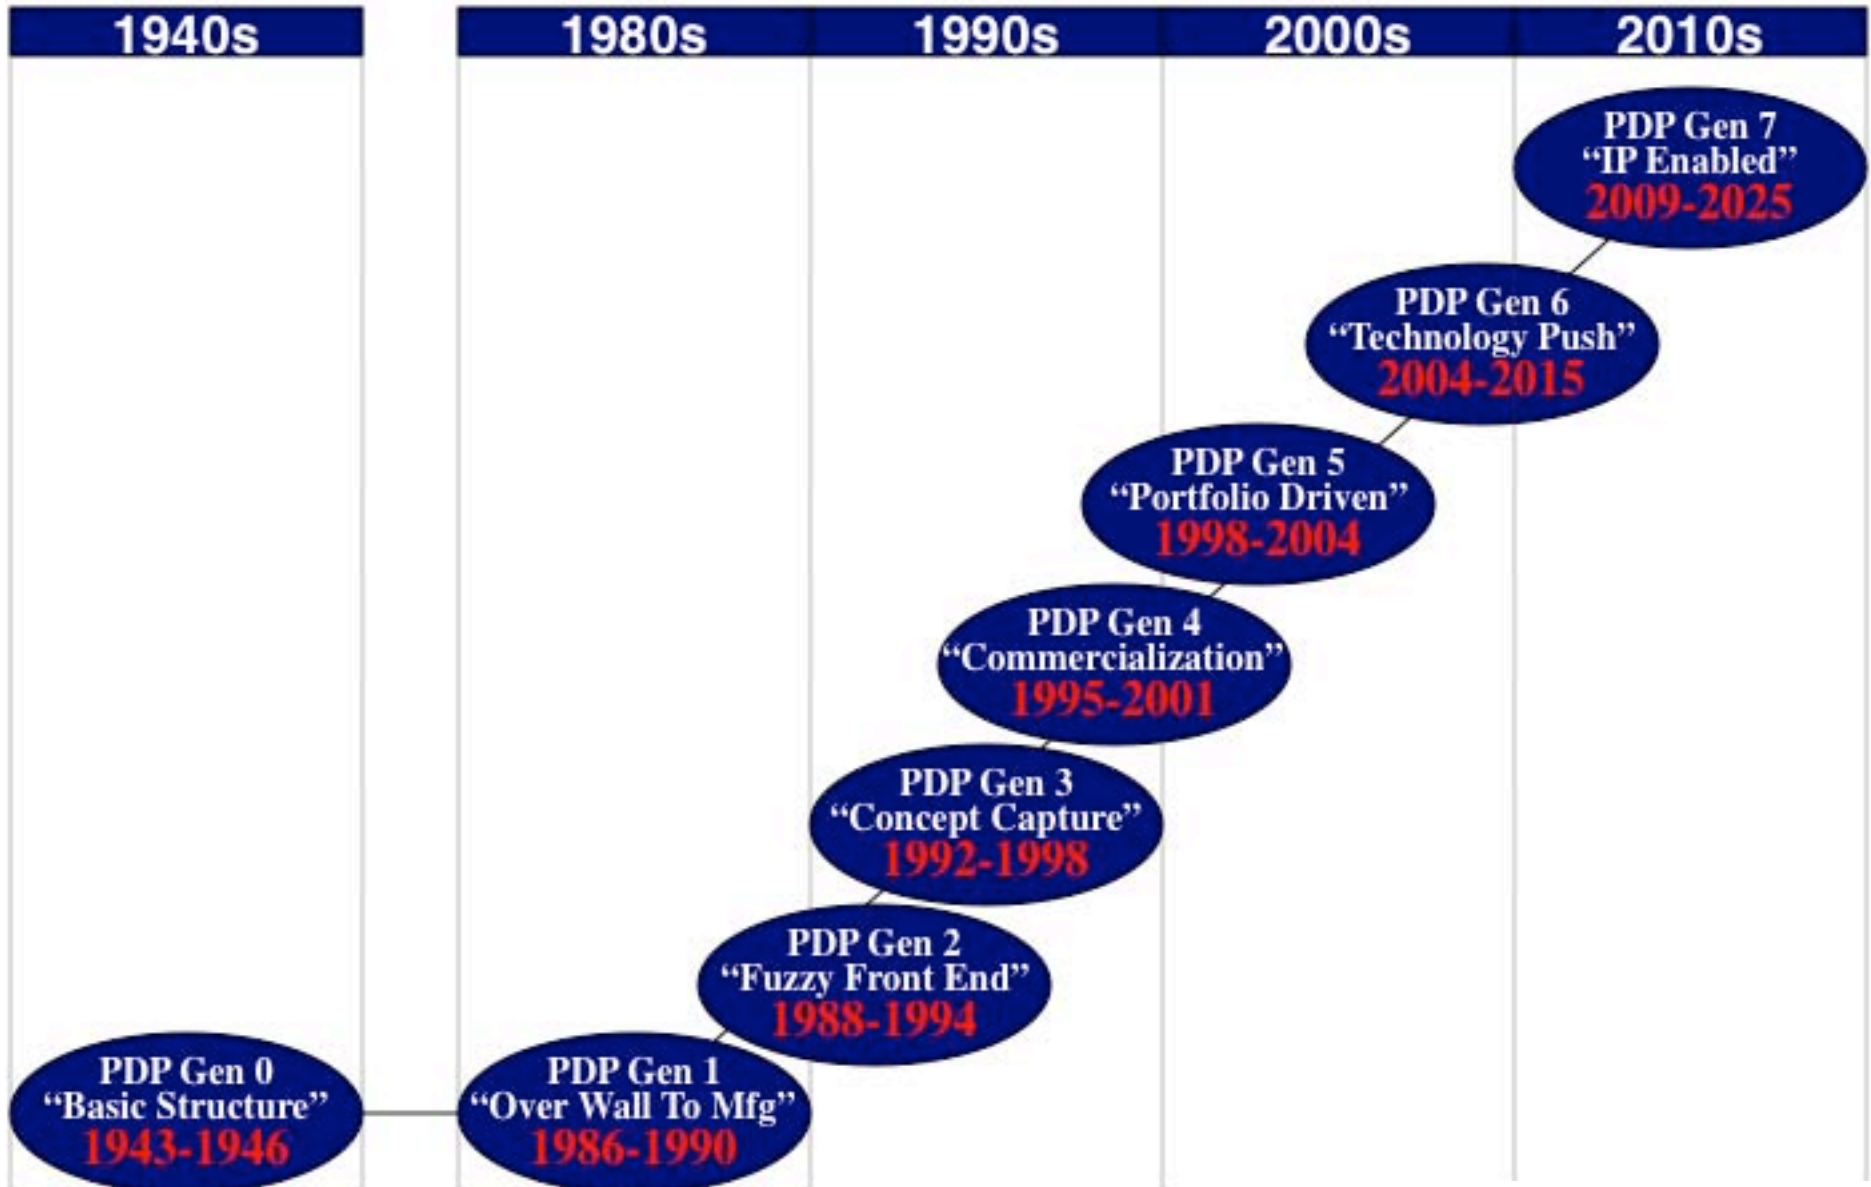 1940s
1980s
1990s
2000s
2010s
PDP Gen 7
“IP Enabled”
2009-2025
PDP Gen 6
“Technology Push”
2004-2015
PDP Gen 5
“Portfolio Driven”
1998-2004
PDP Gen 4
“Commercialization”
1995-2001
PDP Gen 3
“Concept Capture”
1992-1998
PDP Gen 2
“Fuzzy Front End”
1988-1994
PDP Gen 0
“Basic Structure”
1943-1946
PDP Gen 1
“Over Wall To Mfg”
1986-1990